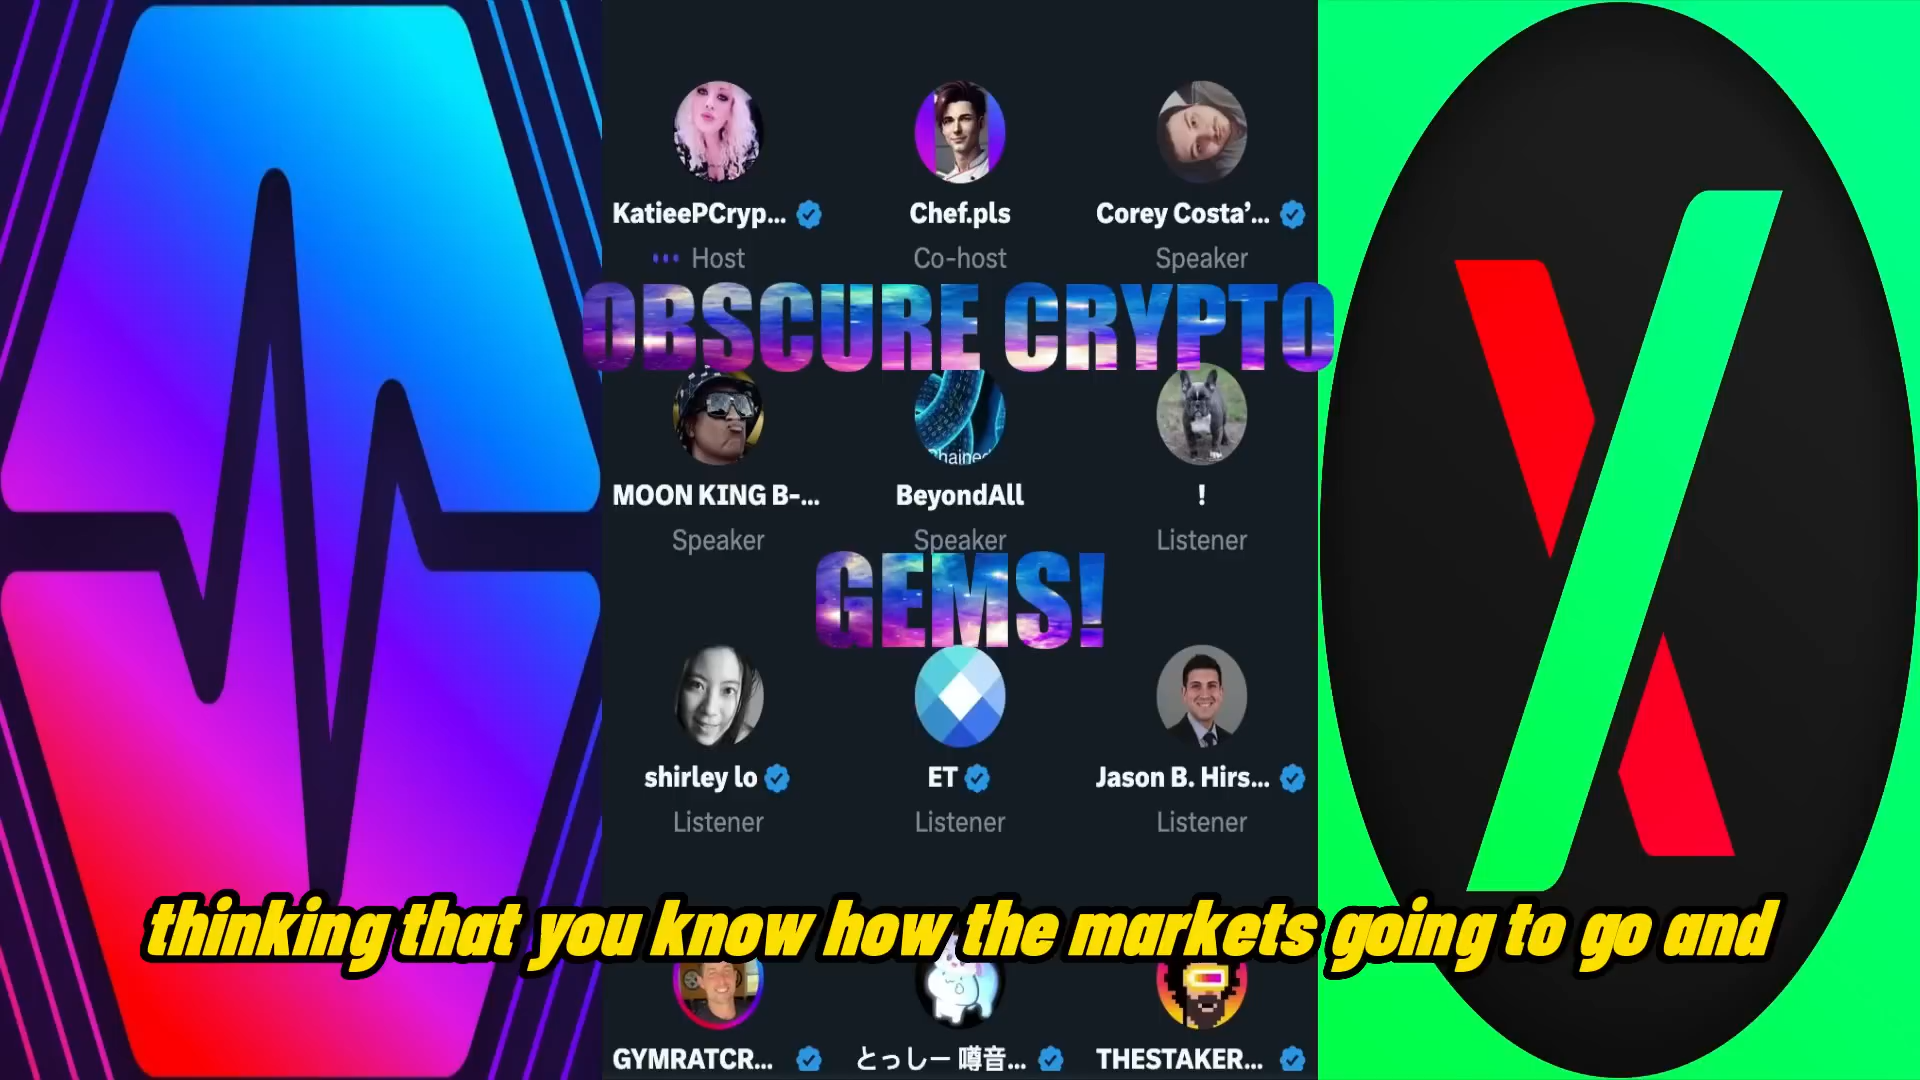 KatieePCryp... Chef.pls Corey Costa’...
Host Co-host Speaker
OBSCURE CRYPTO
MOON KING B-... BeyondAll !
Speaker Speaker Listener
GEMS!
shirley lo ET Jason B. Hirs...
Listener Listener Listener
thinking that you know how the markets going to go and
GYMRATCR... とっしー 噂音... THESTAKER...